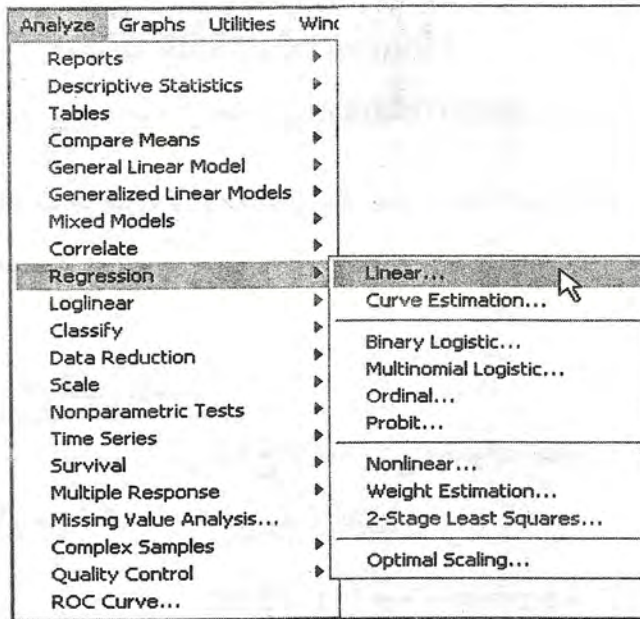 Analyze Graphs Utilities Winc
Reports
Descriptive Statistics
Tables
Compare Means
General Linear Model
Generalized Linear Models
Mixed Models
Correlate
Regression
Loglinear
Classify
Data Reduction
Scale
Nonparametric Tests
Time Series
Survival
Multiple Response
Missing Value Analysis...
Complex Samples
Quality Control
ROC Curve...
Linear...
Curve Estimation...
Binary Logistic...
Multinomial Logistic...
Ordinal...
Probit...
Nonlinear...
Weight Estimation...
2-Stage Least Squares...
Optimal Scaling...